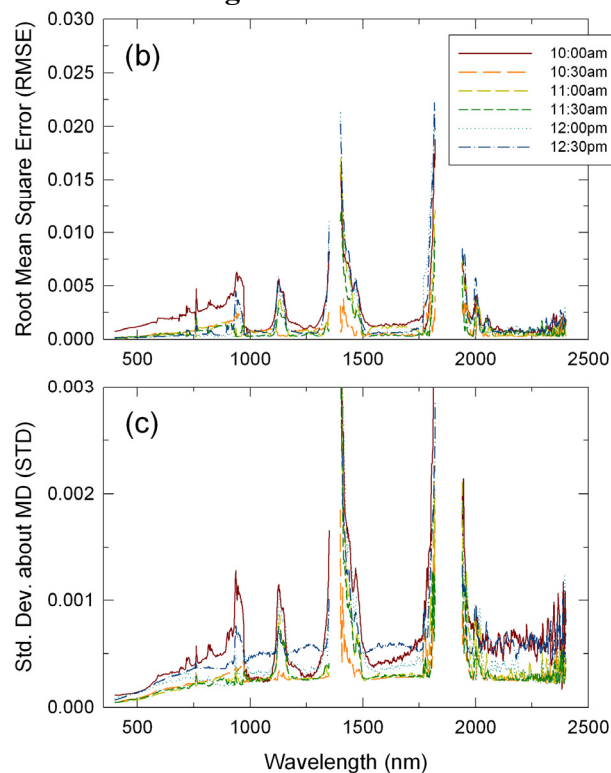 0.030
0.025
0.020
0.015
0.010
0.005
0.000
Root Mean Square Error (RMSE)
(b)
10:00am
10:30am
11:00am
11:30am
12:00pm
12:30pm
500 1000 1500 2000 2500
0.003
0.002
0.001
0.000
Std. Dev. about MD (STD)
(c)
500 1000 1500 2000 2500
Wavelength (nm)